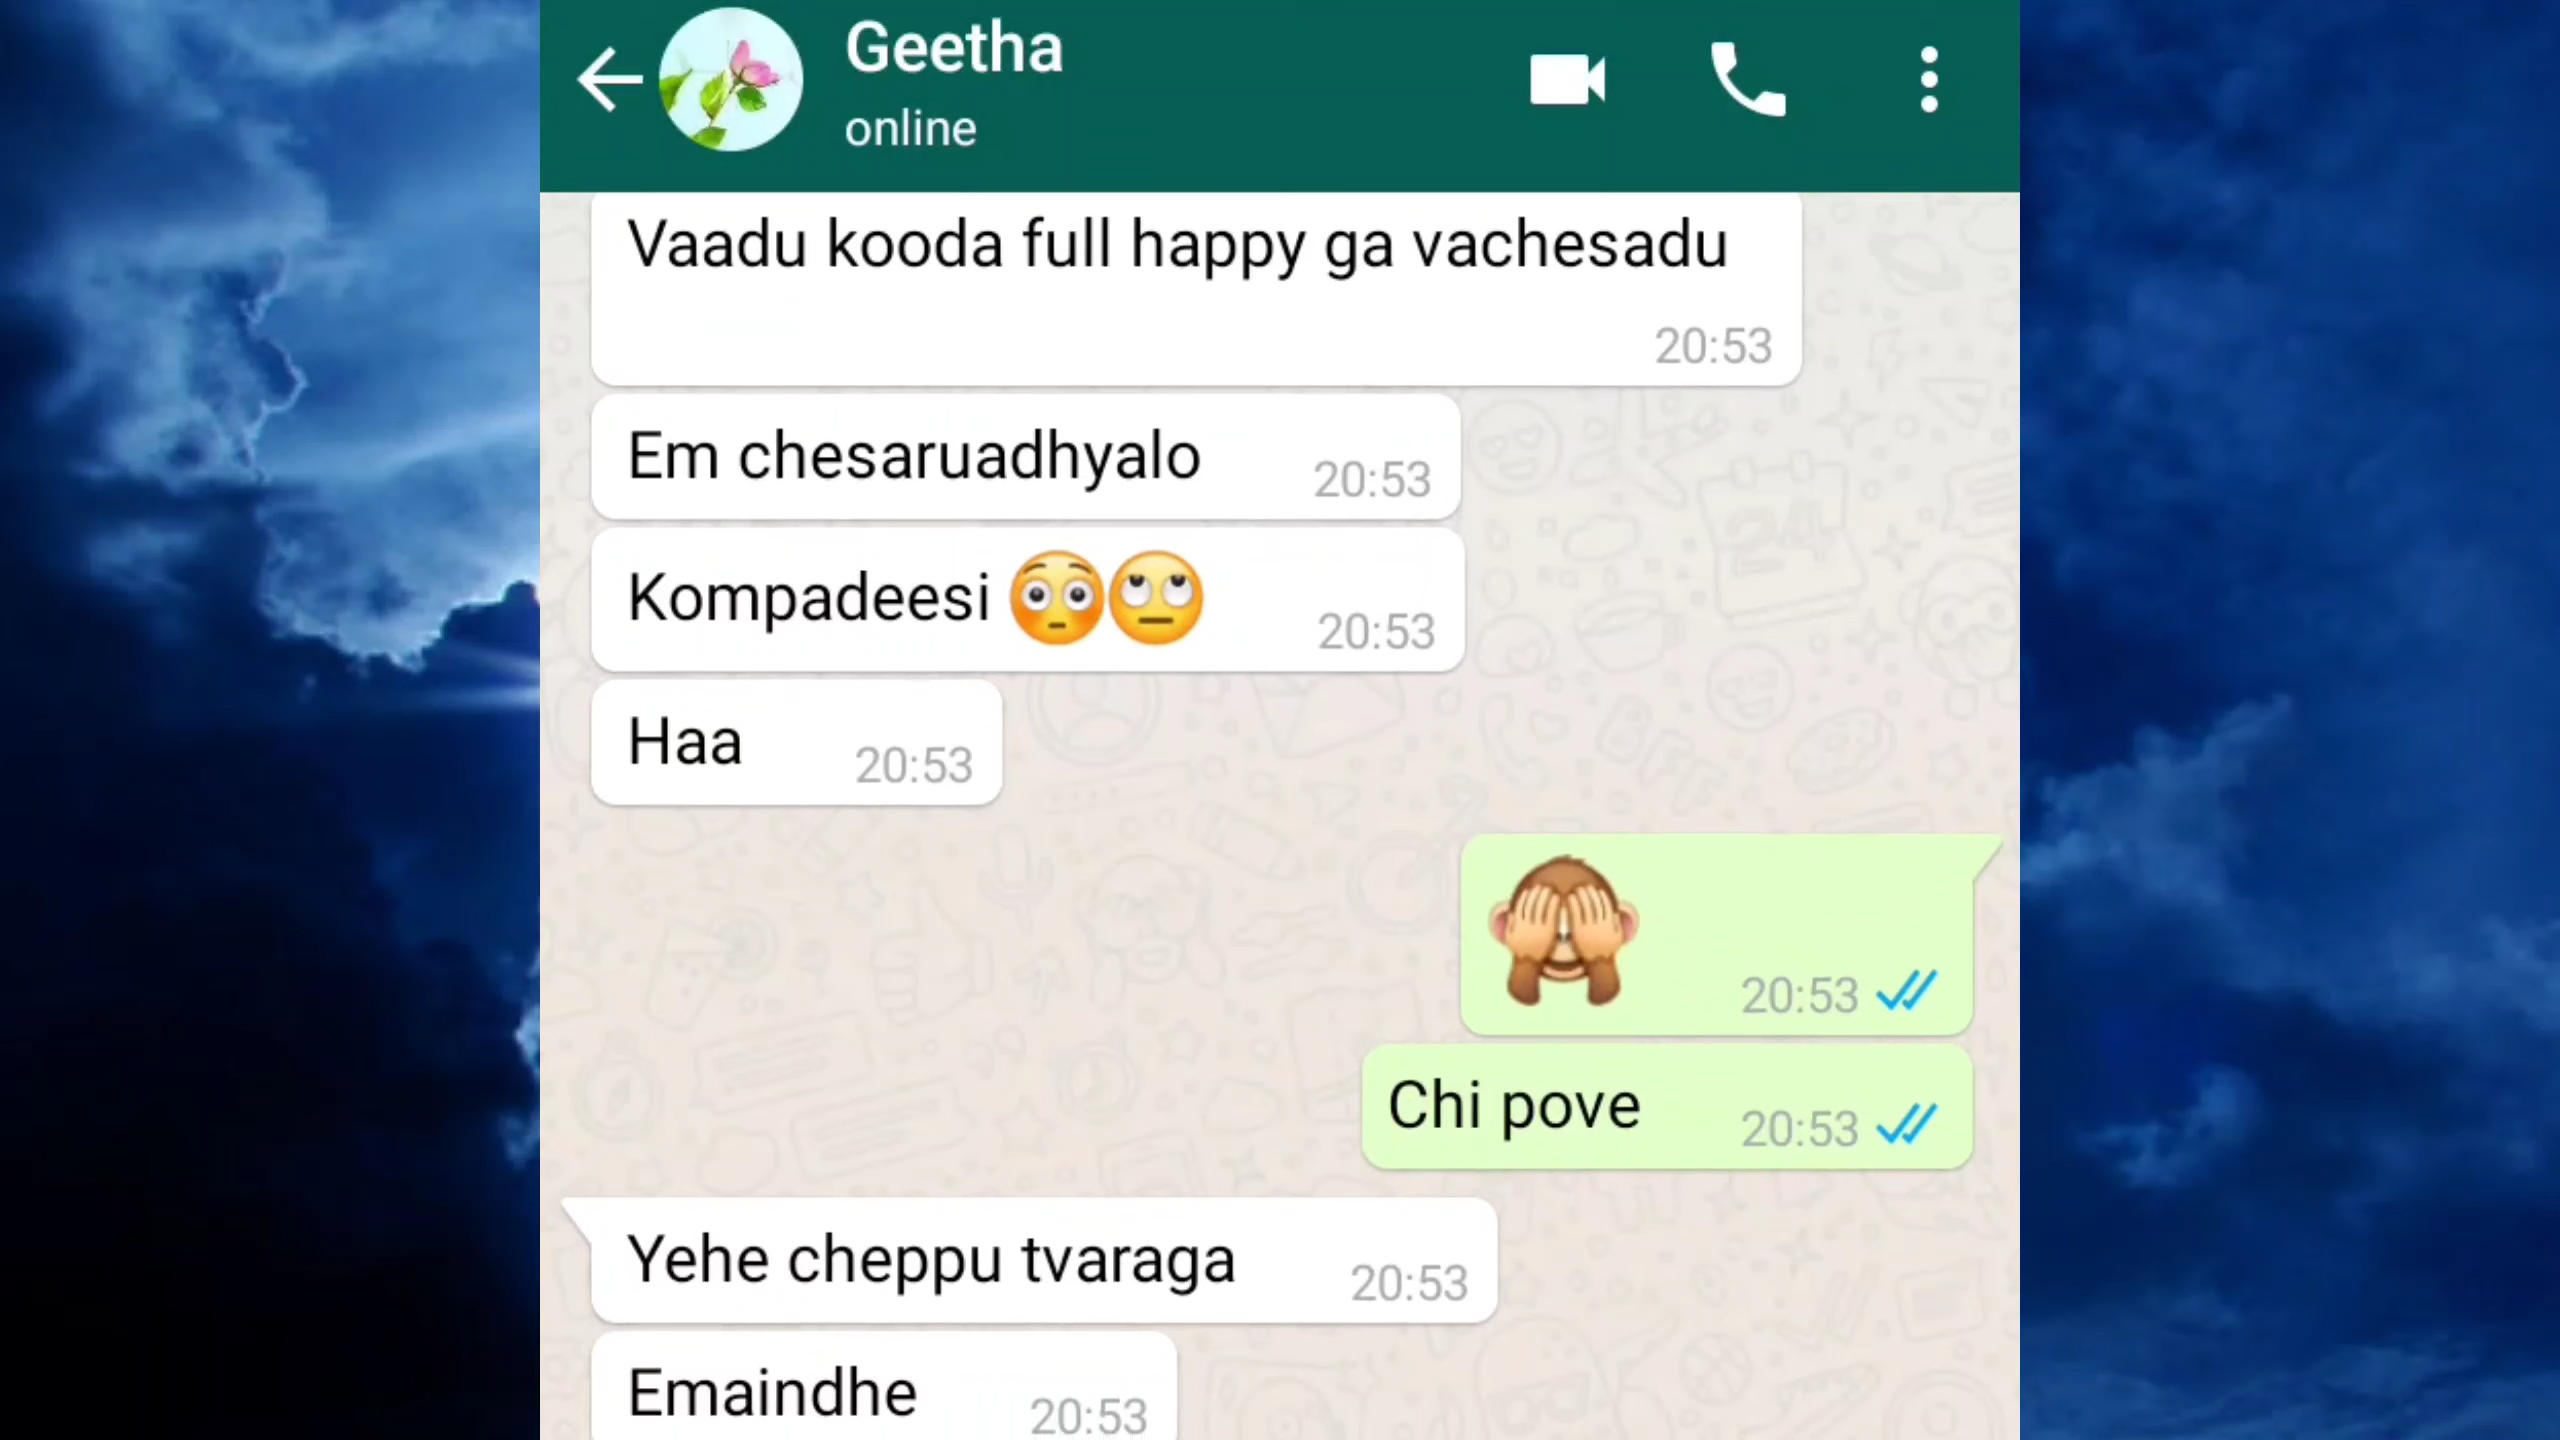 Geetha
online
Vaadu kooda full happy ga vachesadu
20:53
Em chesaruadhyalo 20:53
Kompadeesi 😳🙄 20:53
Haa 20:53
🙈 20:53
Chi pove 20:53
Yehe cheppu tvaraga 20:53
Emaindhe 20:53